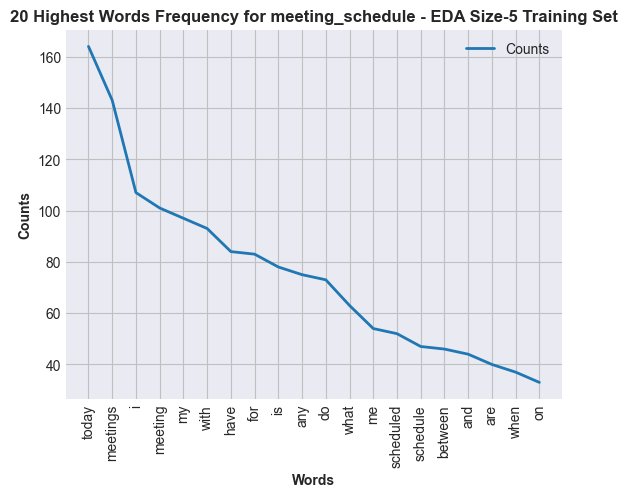 20 Highest Words Frequency for meeting_schedule - EDA Size-5 Training Set
Counts
160
140
120
100
80
60
40
Counts
today
meetings
i
meeting
my
with
have
for
is
any
do
what
me
scheduled
schedule
between
and
are
when
on
Words